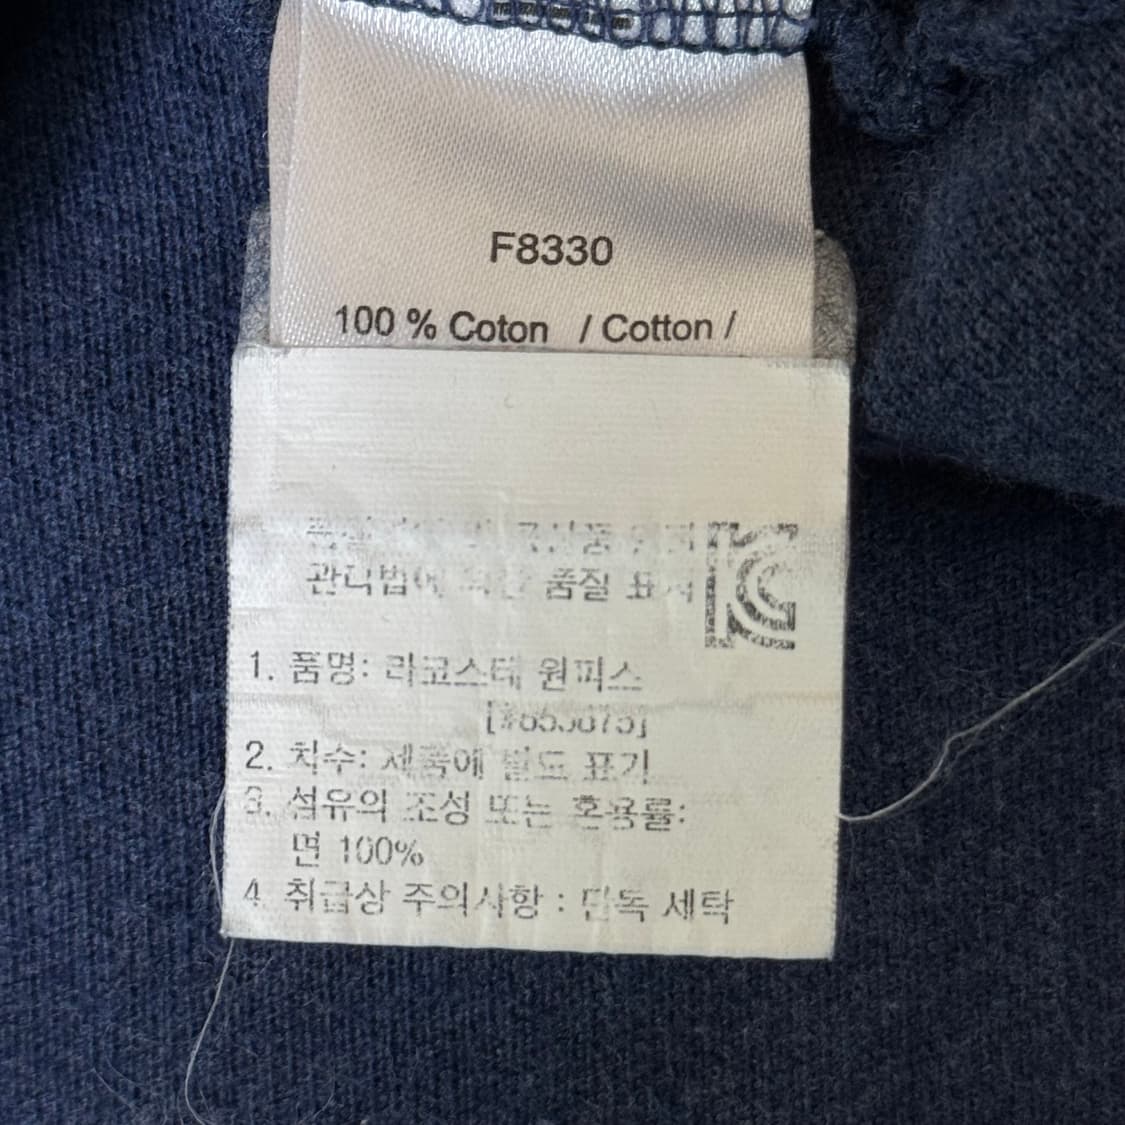 F8330
100 % Coton / Cotton /
관리법에 품질 표시
1. 품명: 라코스테 원피스
2. 치수: 제품에 별도 표기
3. 섬유의 조성 또는 혼용률:
면 100%
4. 취급상 주의사항 : 단독 세탁